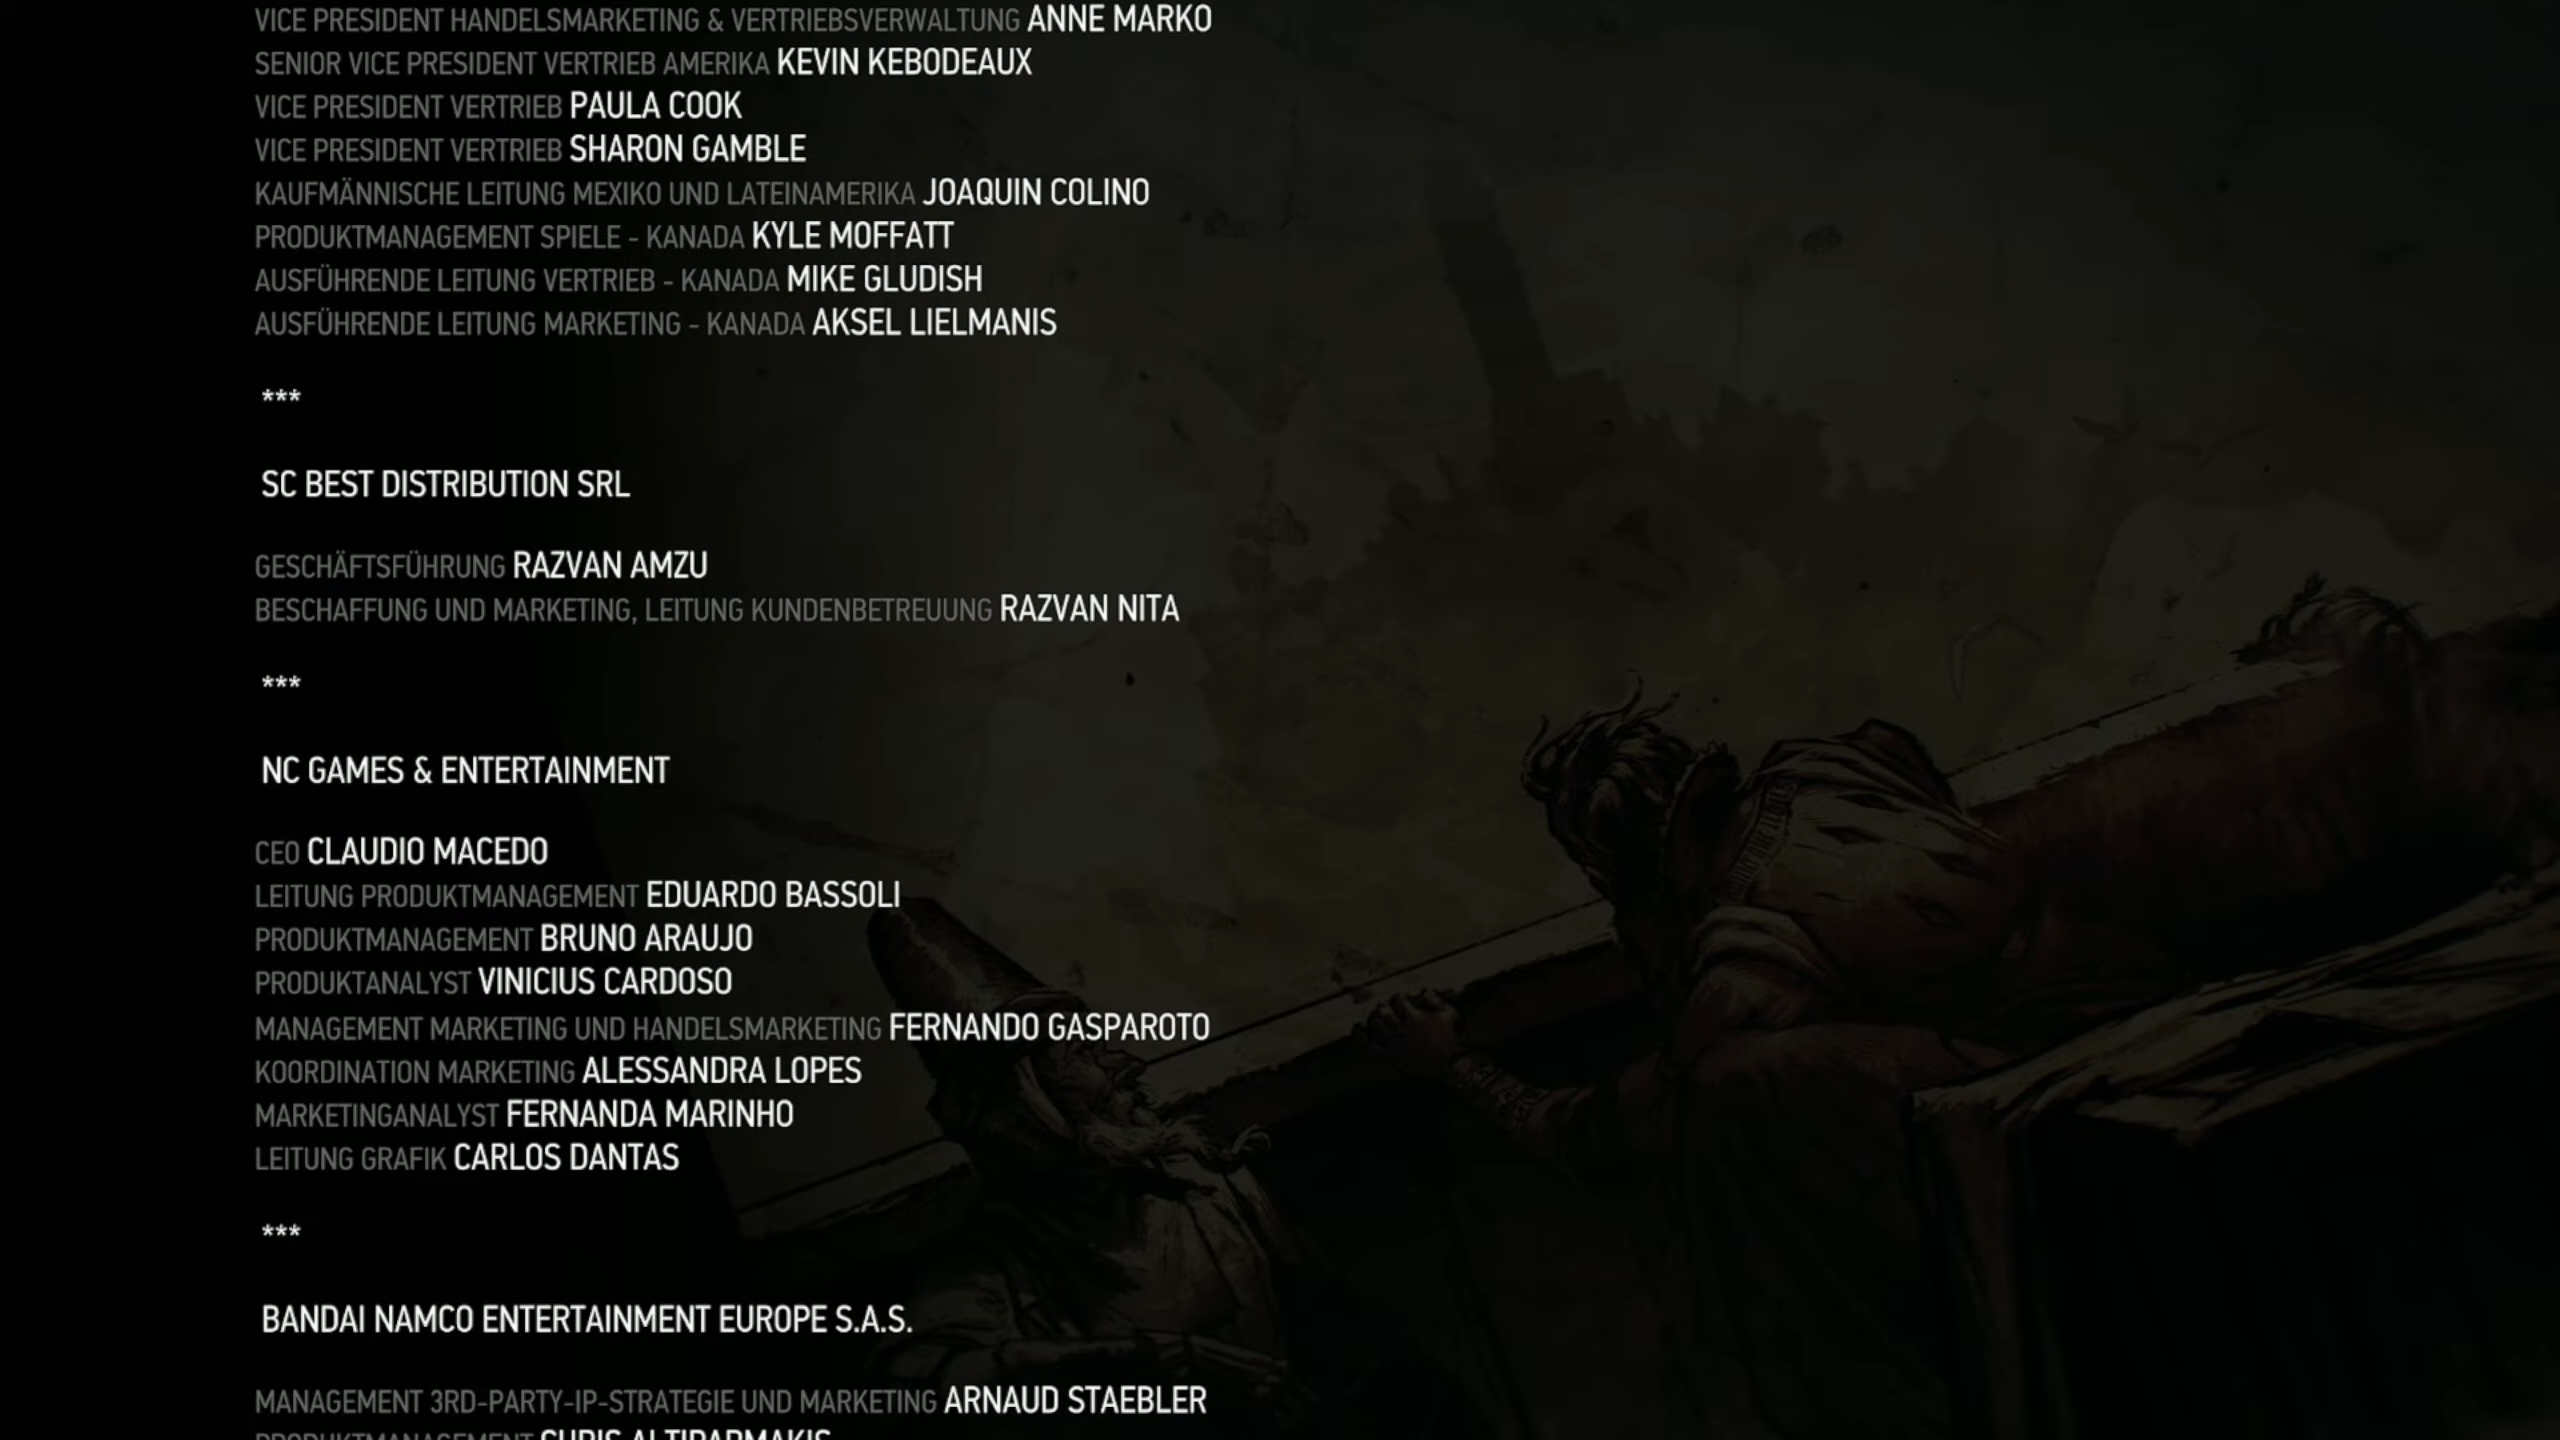 VICE PRESIDENT HANDELSMARKETING & VERTRIEBSVERWALTUNG ANNE MARKO
SENIOR VICE PRESIDENT VERTRIEB AMERIKA KEVIN KEBODEAUX
VICE PRESIDENT VERTRIEB PAULA COOK
VICE PRESIDENT VERTRIEB SHARON GAMBLE
KAUFMÄNNISCHE LEITUNG MEXIKO UND LATEINAMERIKA JOAQUIN COLINO
PRODUKTMANAGEMENT SPIELE - KANADA KYLE MOFFATT
AUSFÜHRENDE LEITUNG VERTRIEB - KANADA MIKE GLUDISH
AUSFÜHRENDE LEITUNG MARKETING - KANADA AKSEL LIELMANIS
***
SC BEST DISTRIBUTION SRL
GESCHÄFTSFÜHRUNG RAZVAN AMZU
BESCHAFFUNG UND MARKETING, LEITUNG KUNDENBETREUUNG RAZVAN NITA
***
NC GAMES & ENTERTAINMENT
CEO CLAUDIO MACEDO
LEITUNG PRODUKTMANAGEMENT EDUARDO BASSOLI
PRODUKTMANAGEMENT BRUNO ARAUJO
PRODUKTANALYST VINICIUS CARDOSO
MANAGEMENT MARKETING UND HANDELSMARKETING FERNANDO GASPAROTO
KOORDINATION MARKETING ALESSANDRA LOPES
MARKETINGANALYST FERNANDA MARINHO
LEITUNG GRAFIK CARLOS DANTAS
***
BANDAI NAMCO ENTERTAINMENT EUROPE S.A.S.
MANAGEMENT 3RD-PARTY-IP-STRATEGIE UND MARKETING ARNAUD STAEBLER
PRODUKTMANAGEMENT CHRIS ALTIPARMAKIS